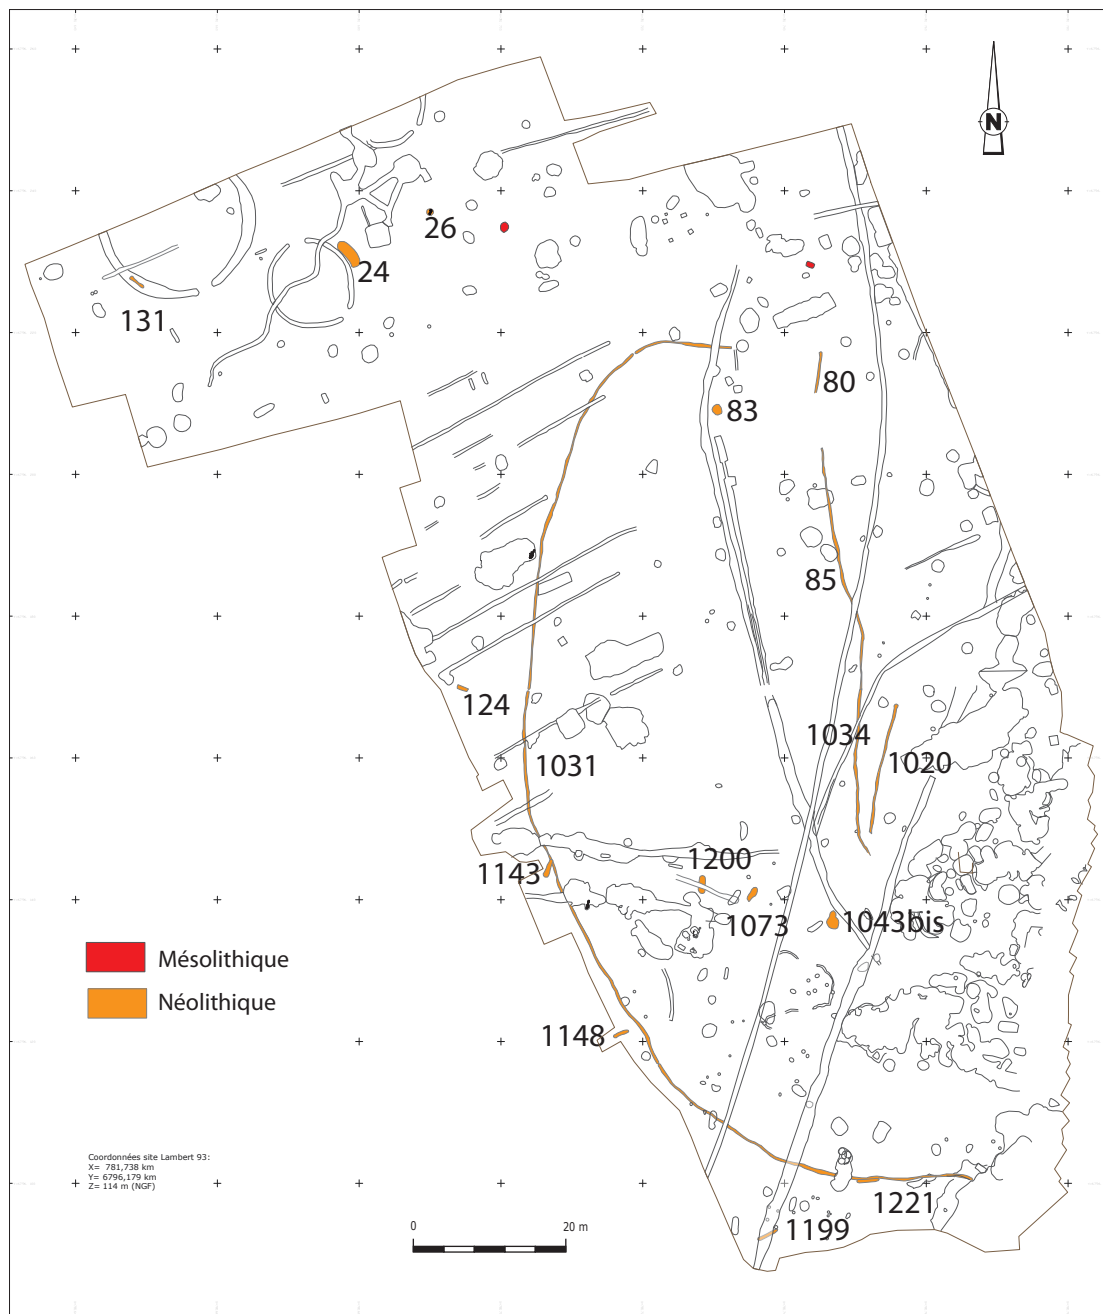 N
26
24
131
80
83
85
124
1034
1031
1020
1200
1143
1073
1043bis
Mésolithique
Néolithique
1148
Coordonnées site Lambert 93:
X= 781,738 km
Y= 6796,179 km
Z= 114 m (NGF)
1221
0 20 m
1199